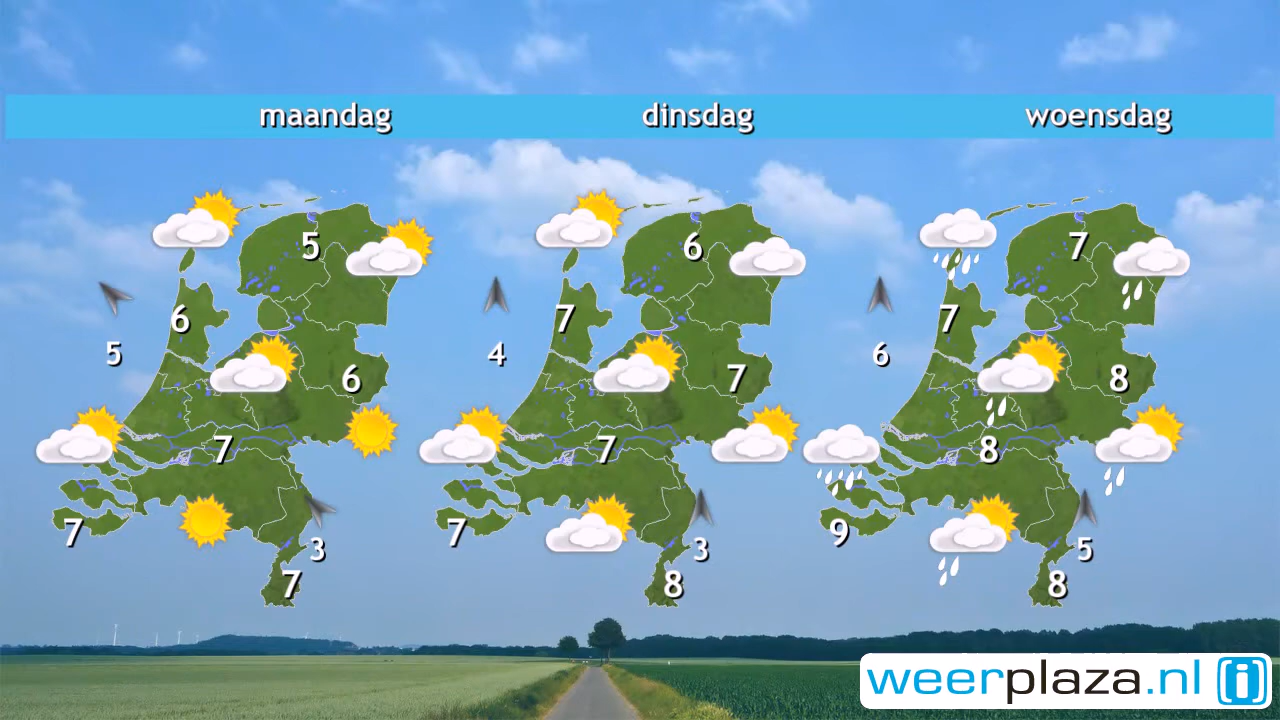 maandag dinsdag woensdag
5 6 7
6 7 7
5 4 6
6 7 8
7 7 8
7 7 9
3 3 5
7 8 8
weerplaza.nl i